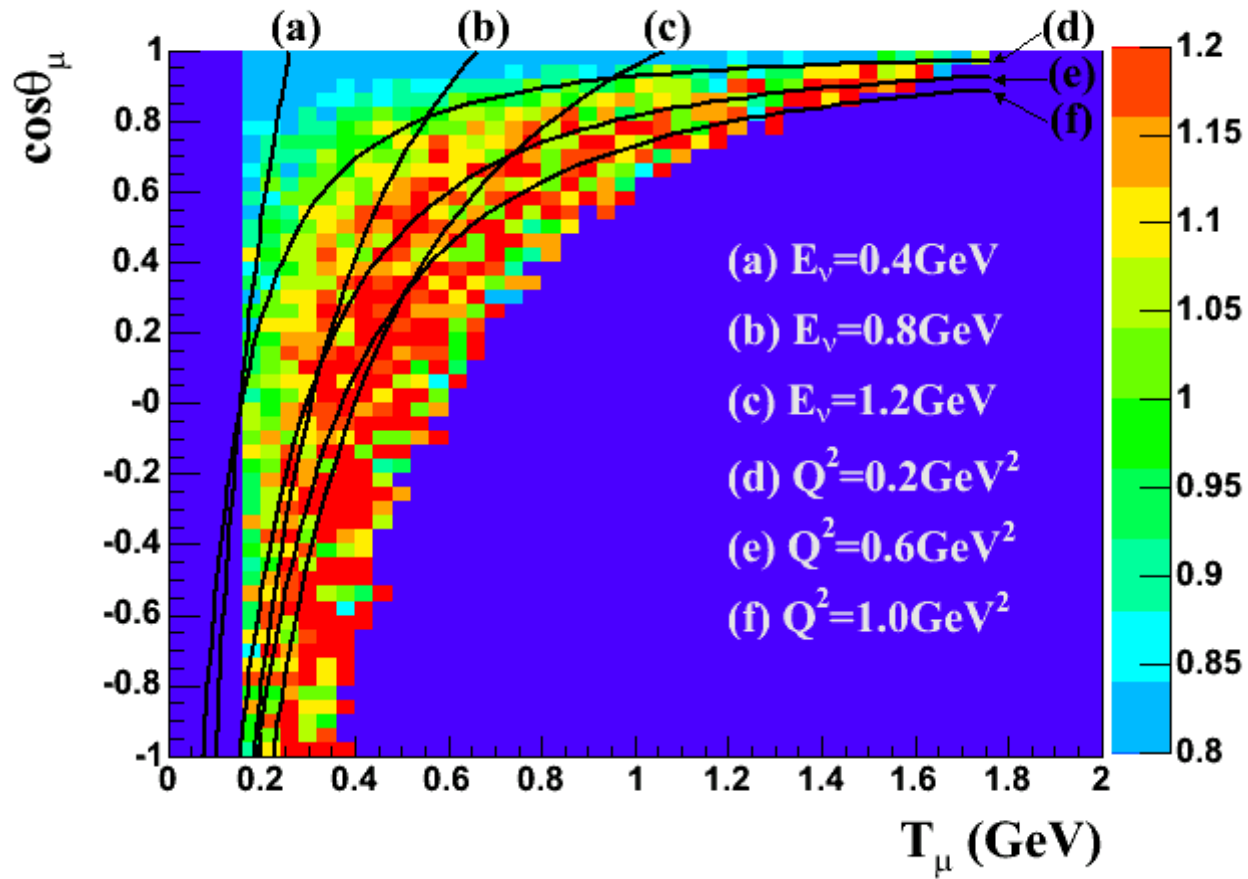 (a) (b) (c) (d)
(e)
(f)
cosθμ
1
0.8
0.6
0.4
0.2
-0
-0.2
-0.4
-0.6
-0.8
-1
(a) Eν=0.4GeV
(b) Eν=0.8GeV
(c) Eν=1.2GeV
(d) Q²=0.2GeV²
(e) Q²=0.6GeV²
(f) Q²=1.0GeV²
1.2
1.15
1.1
1.05
1
0.95
0.9
0.85
0.8
0 0.2 0.4 0.6 0.8 1 1.2 1.4 1.6 1.8 2
Tμ (GeV)